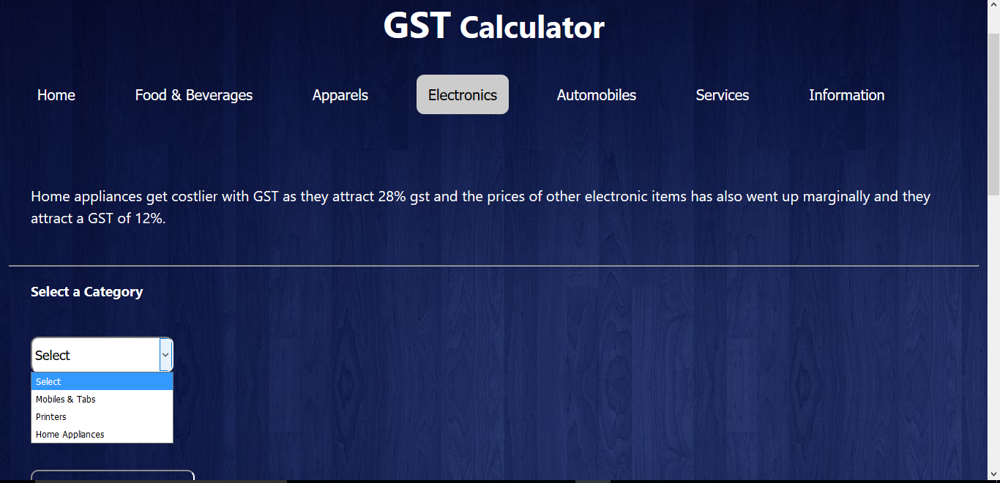 GST Calculator
Home Food & Beverages Apparels Electronics Automobiles Services Information
Home appliances get costlier with GST as they attract 28% gst and the prices of other electronic items has also went up marginally and they
attract a GST of 12%.
Select a Category
Select
Select
Mobiles & Tabs
Printers
Home Appliances